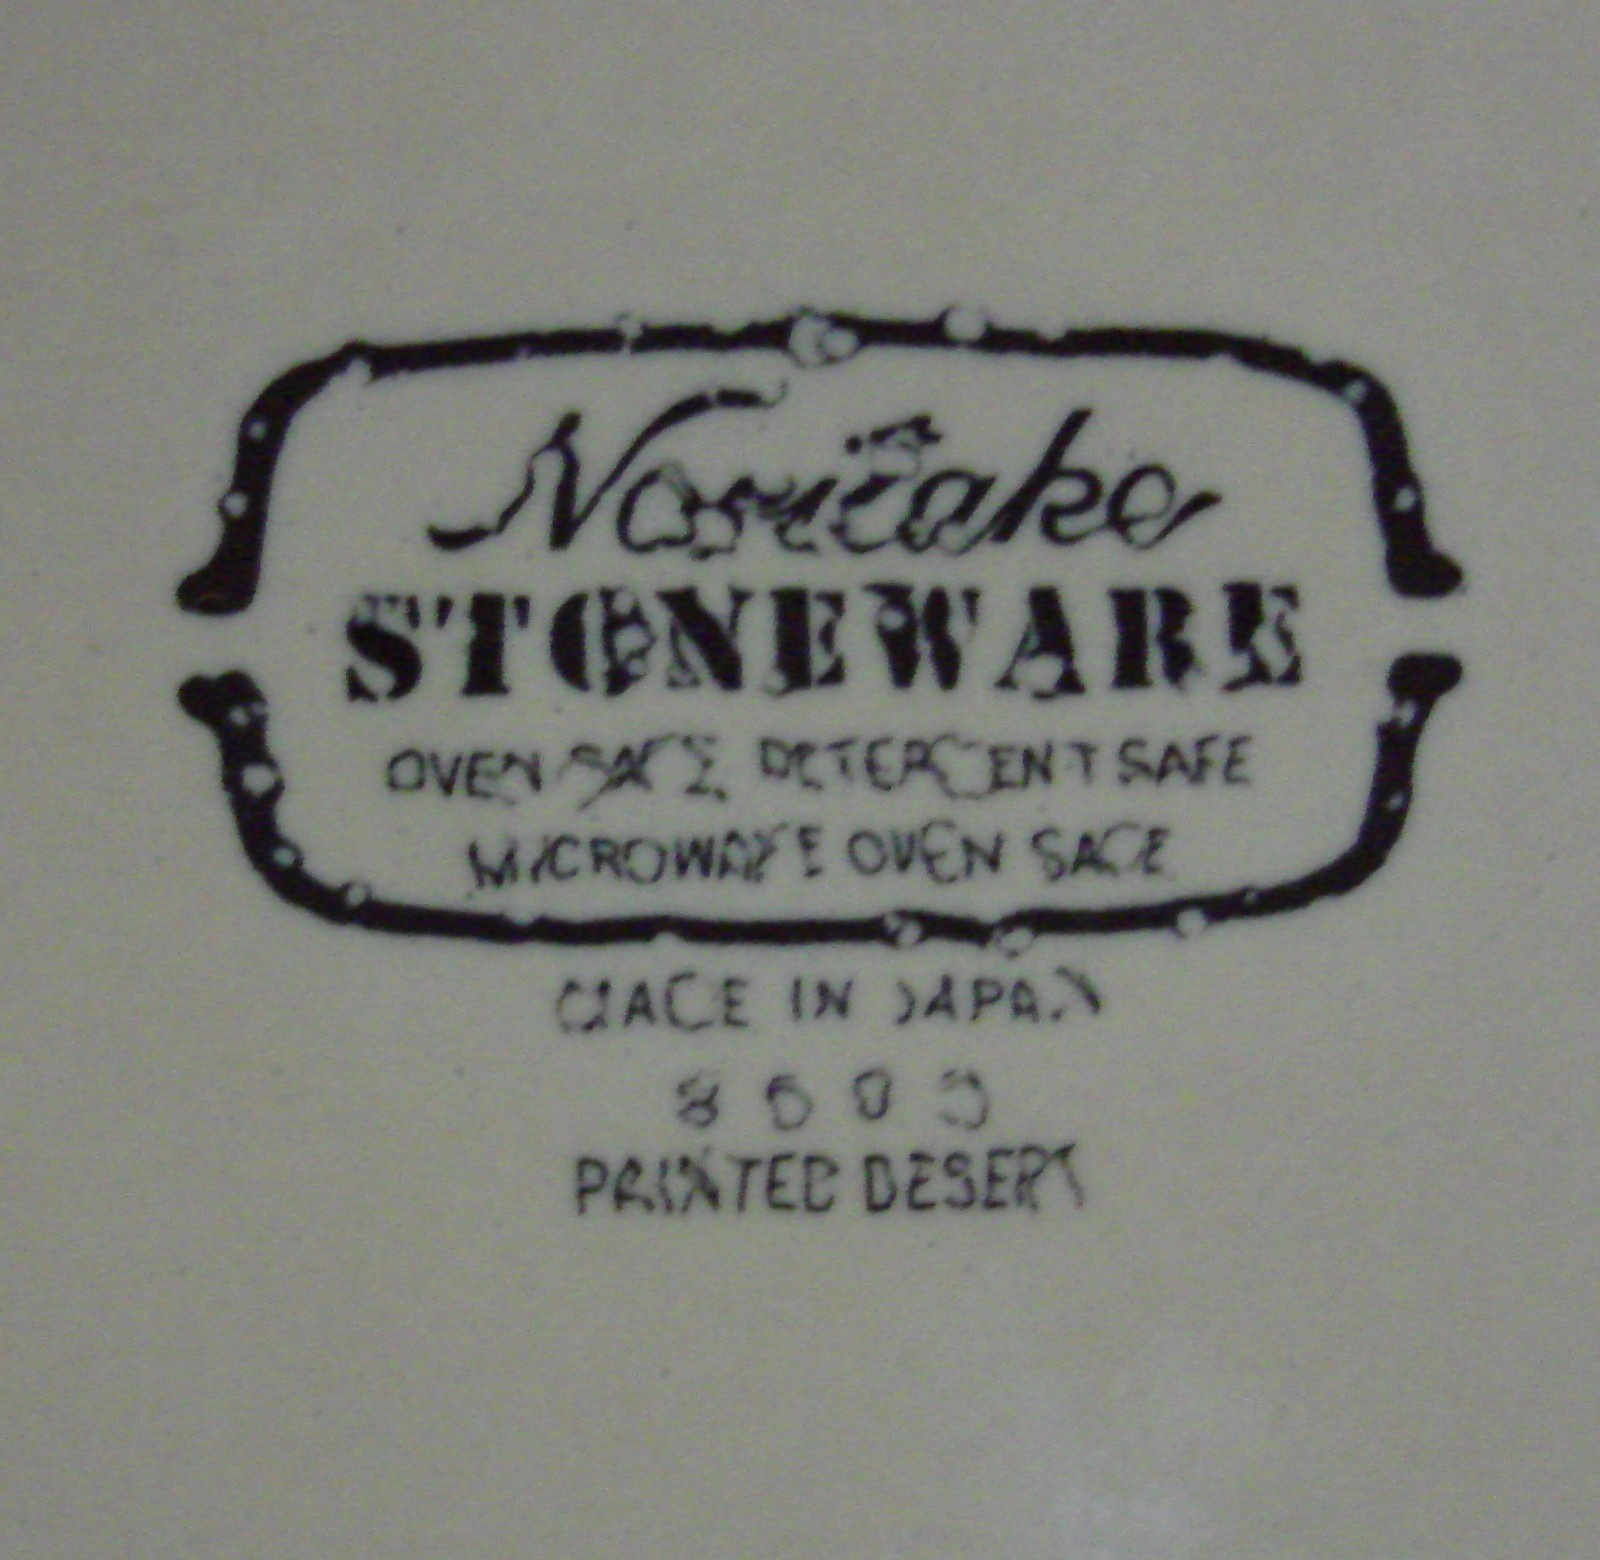 Noritake
STONEWARE
OVEN SAFE DETERGENT SAFE
MICROWAVE OVEN SAFE
MADE IN JAPAN
8603
PAINTED DESERT